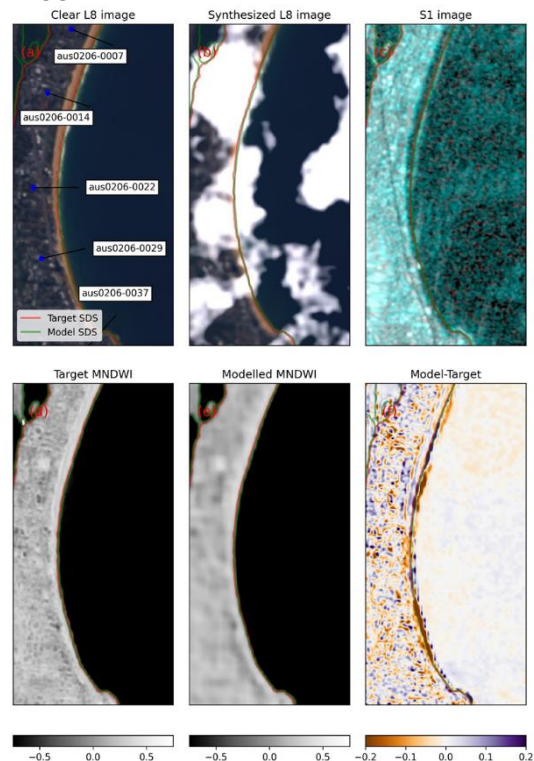 Clear L8 image
Synthesized L8 image
S1 image
(a)
(b)
(c)
aus0206-0007
aus0206-0014
aus0206-0022
aus0206-0029
aus0206-0037
Target SDS
Model SDS
Target MNDWI
Modelled MNDWI
Model-Target
(d)
(e)
(f)
−0.5 0.0 0.5
−0.5 0.0 0.5
−0.2 −0.1 0.0 0.1 0.2